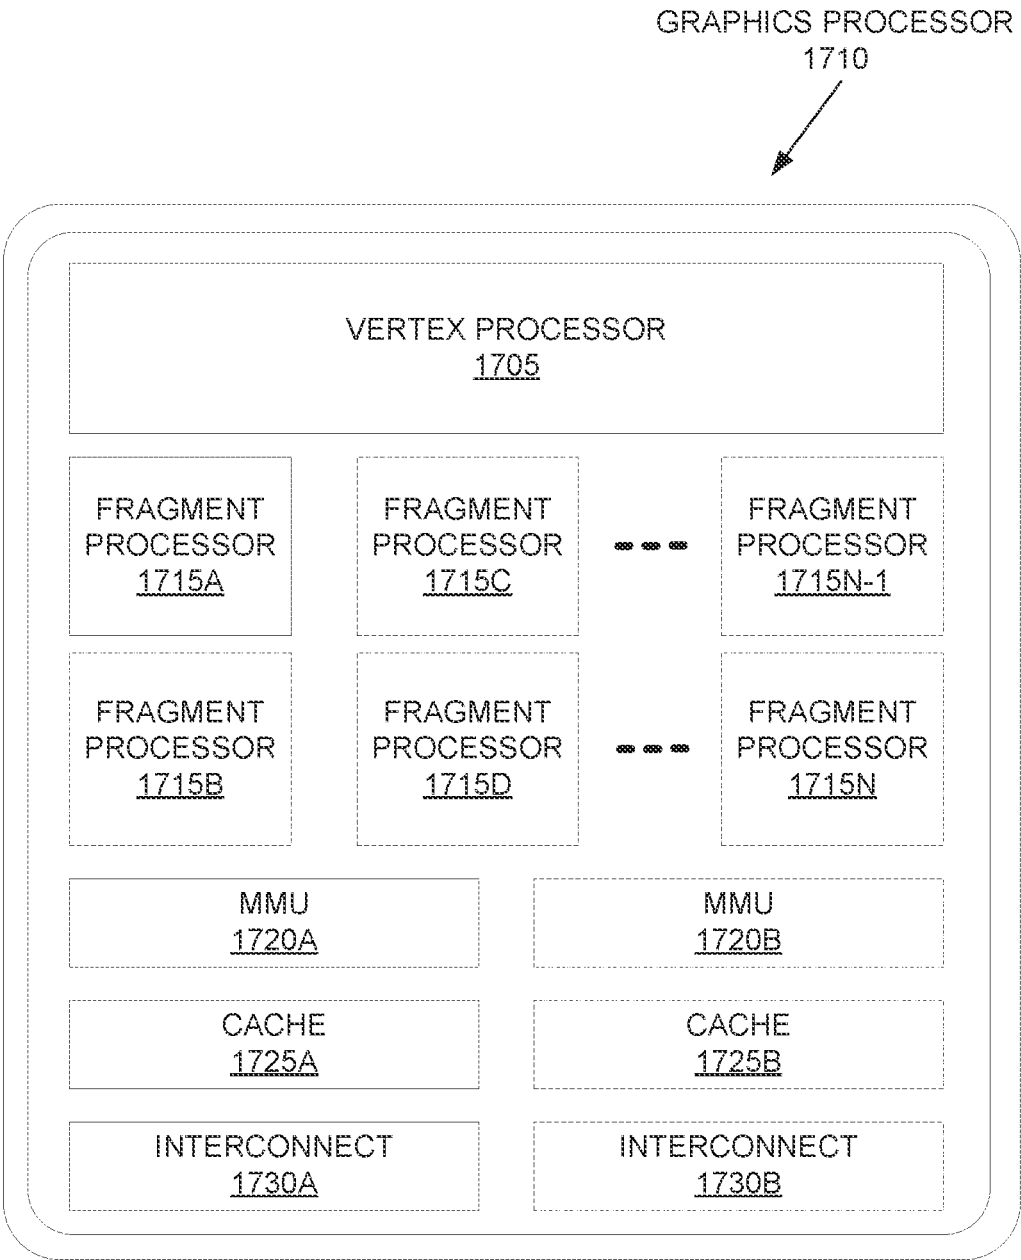 GRAPHICS PROCESSOR
1710
VERTEX PROCESSOR
1705
FRAGMENT
PROCESSOR
1715A
FRAGMENT
PROCESSOR
1715C
FRAGMENT
PROCESSOR
1715N-1
FRAGMENT
PROCESSOR
1715B
FRAGMENT
PROCESSOR
1715D
FRAGMENT
PROCESSOR
1715N
MMU
1720A
MMU
1720B
CACHE
1725A
CACHE
1725B
INTERCONNECT
1730A
INTERCONNECT
1730B